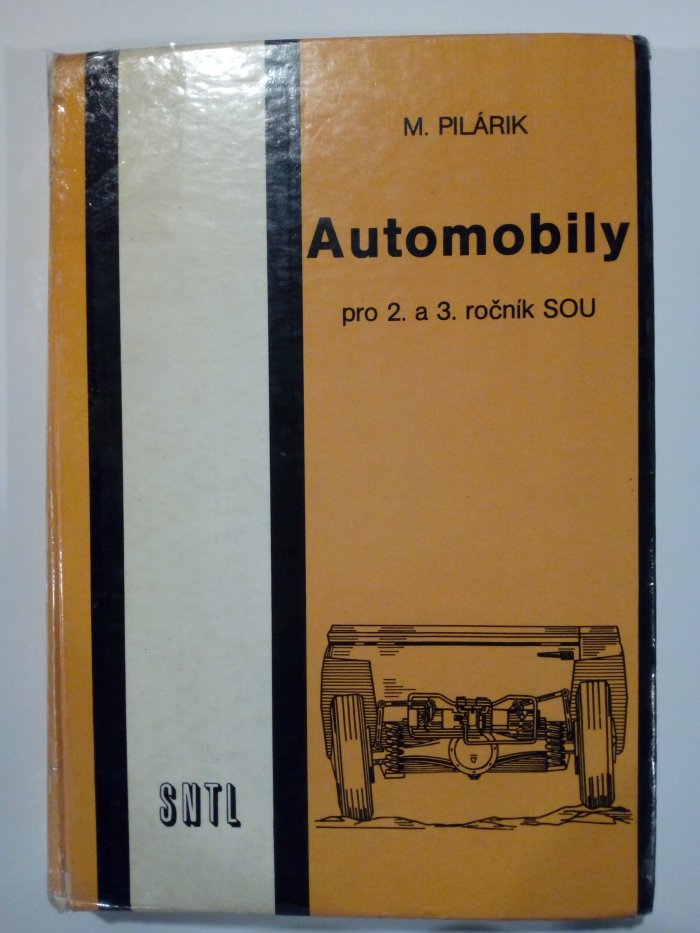 M. PILÁRIK
Automobily
pro 2. a 3. ročník SOU
SNTL